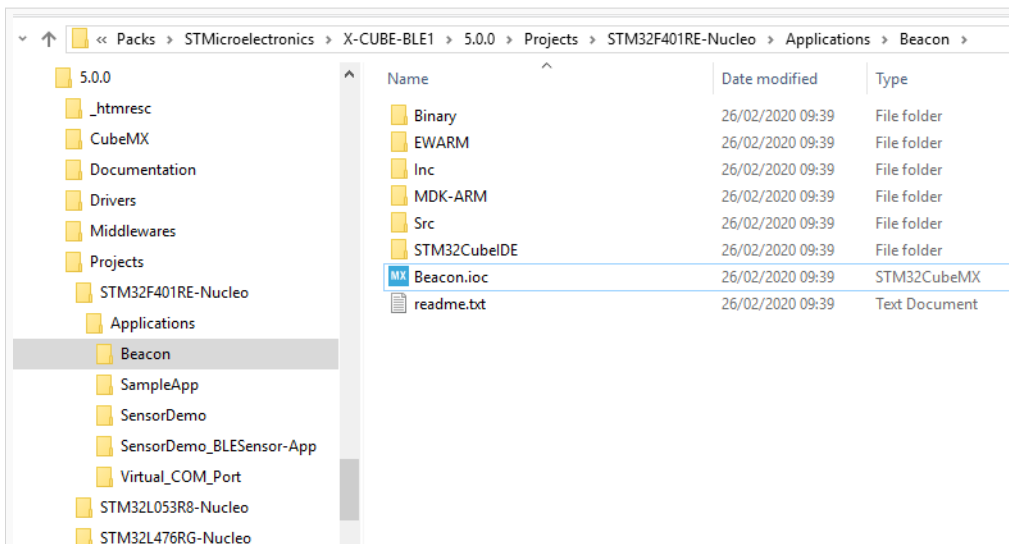 « Packs > STMicroelectronics > X-CUBE-BLE1 > 5.0.0 > Projects > STM32F401RE-Nucleo > Applications > Beacon >
5.0.0
_htmresc
CubeMX
Documentation
Drivers
Middlewares
Projects
STM32F401RE-Nucleo
Applications
Beacon
SampleApp
SensorDemo
SensorDemo_BLESensor-App
Virtual_COM_Port
STM32L053R8-Nucleo
STM32L476RG-Nucleo
Name Date modified Type
Binary 26/02/2020 09:39 File folder
EWARM 26/02/2020 09:39 File folder
Inc 26/02/2020 09:39 File folder
MDK-ARM 26/02/2020 09:39 File folder
Src 26/02/2020 09:39 File folder
STM32CubeIDE 26/02/2020 09:39 File folder
MX Beacon.ioc 26/02/2020 09:39 STM32CubeMX
readme.txt 26/02/2020 09:39 Text Document